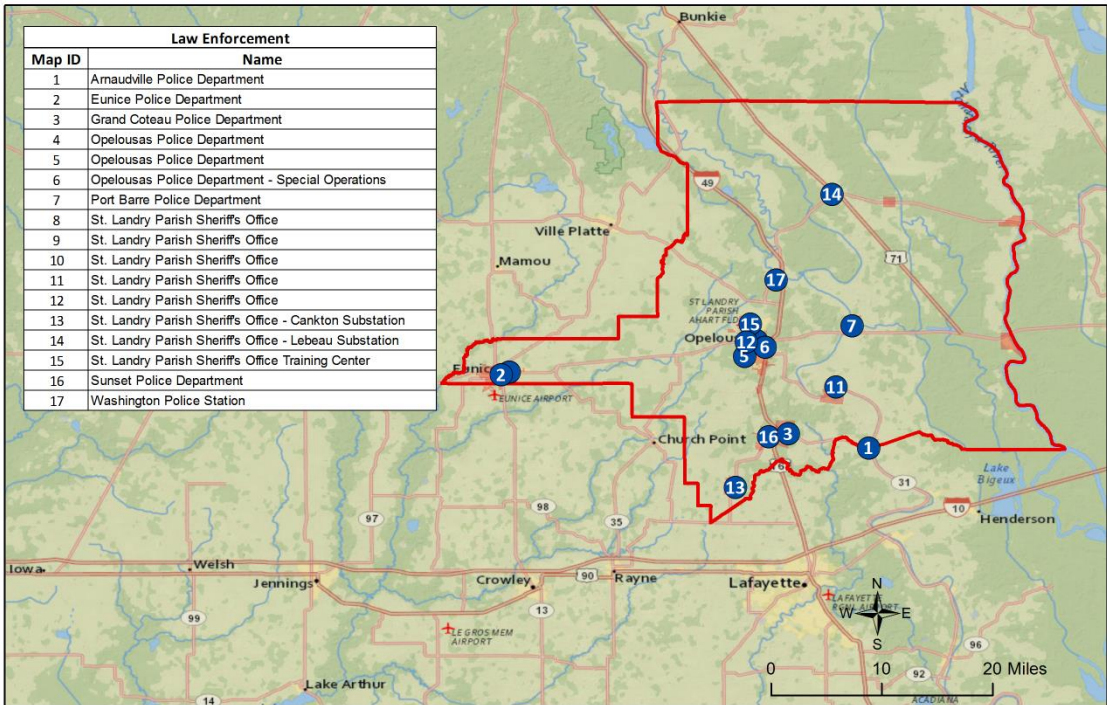 Law Enforcement
Map ID Name
1 Arnaudville Police Department
2 Eunice Police Department
3 Grand Coteau Police Department
4 Opelousas Police Department
5 Opelousas Police Department
6 Opelousas Police Department - Special Operations
7 Port Barre Police Department
8 St. Landry Parish Sheriff's Office
9 St. Landry Parish Sheriff's Office
10 St. Landry Parish Sheriff's Office
11 St. Landry Parish Sheriff's Office
12 St. Landry Parish Sheriff's Office
13 St. Landry Parish Sheriff's Office - Cankton Substation
14 St. Landry Parish Sheriff's Office - Lebeau Substation
15 St. Landry Parish Sheriff's Office Training Center
16 Sunset Police Department
17 Washington Police Station
Bunkie
49
14
Ville Platte
71
Mamou
17
ST LANDRY
PARISH
AHART FLD
15
7
Opelous
12
6
5
Eunic
2
EUNICE AIRPORT
11
Church Point
16
3
1
13
31
Lake
Bigeux
10
Henderson
98
97
35
Iowa
Welsh
Jennings
Crowley
90
Rayne
Lafayette
13
LAFAYETTE
RGNL AIRPORT
N
W E
S
99
LE GROS MEM
AIRPORT
96
0 10 20 Miles
92
Lake Arthur
14
ACADIANA